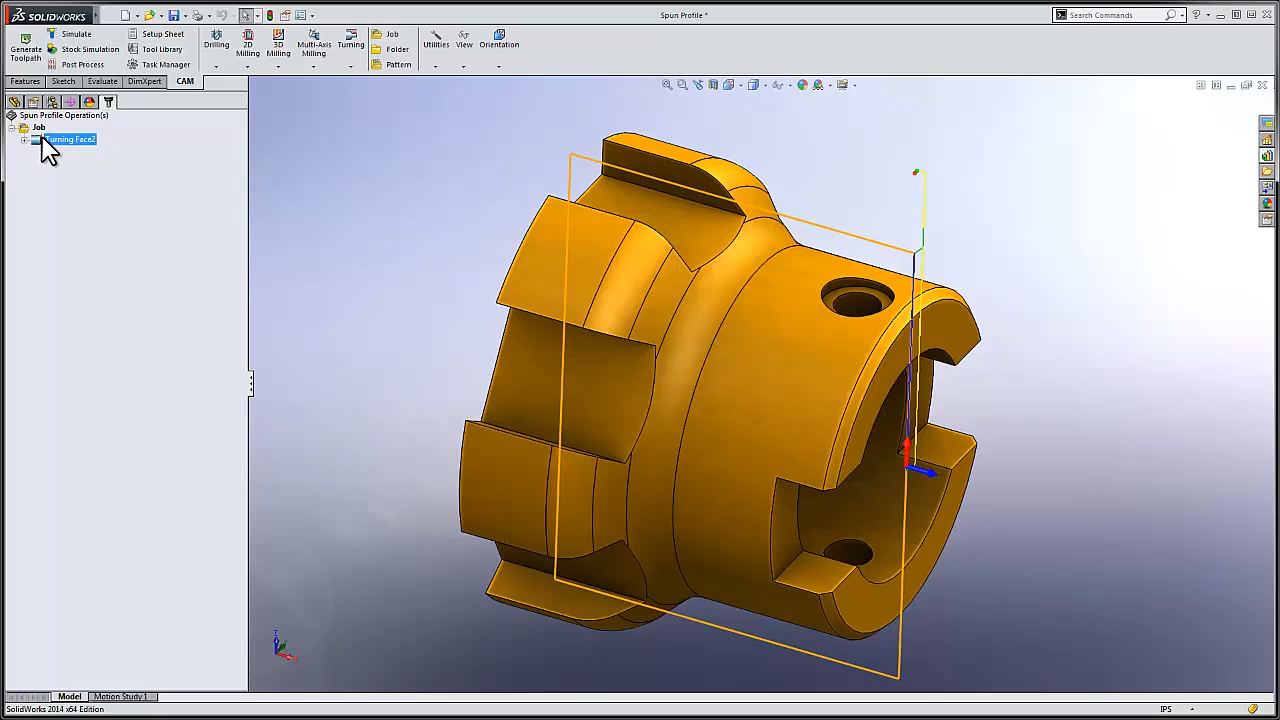 SOLIDWORKS
Spun Profile *
Search Commands
Generate Toolpath
Simulate
Stock Simulation
Post Process
Setup Sheet
Tool Library
Task Manager
Drilling
2D Milling
3D Milling
Multi-Axis Milling
Turning
Job
Folder
Pattern
Utilities
View
Orientation
Features
Sketch
Evaluate
DimXpert
CAM
Spun Profile Operation(s)
Job
Turning Face2
Z
Model
Motion Study 1
SolidWorks 2014 x64 Edition
IPS